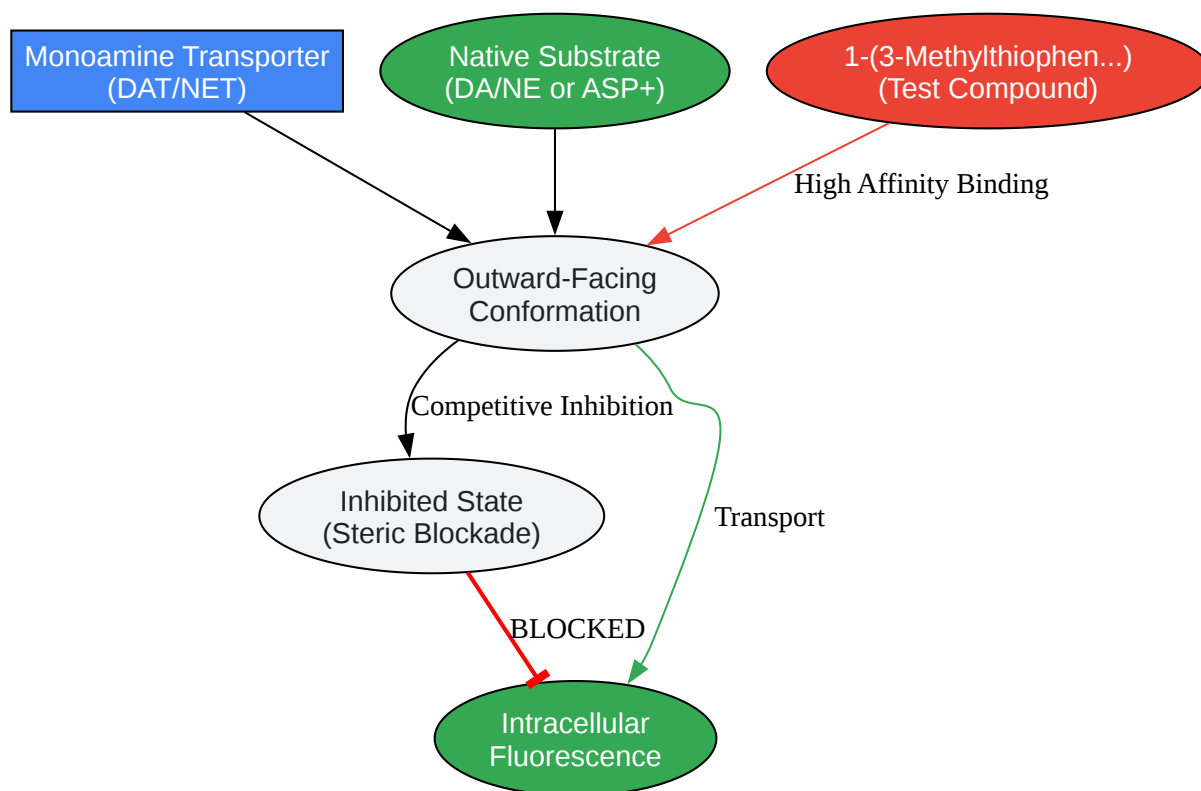 Monoamine Transporter
(DAT/NET)
Native Substrate
(DA/NE or ASP+)
1-(3-Methylthiophen...)
(Test Compound)
High Affinity Binding
Outward-Facing
Conformation
Competitive Inhibition
Inhibited State
(Steric Blockade)
Transport
BLOCKED
Intracellular
Fluorescence